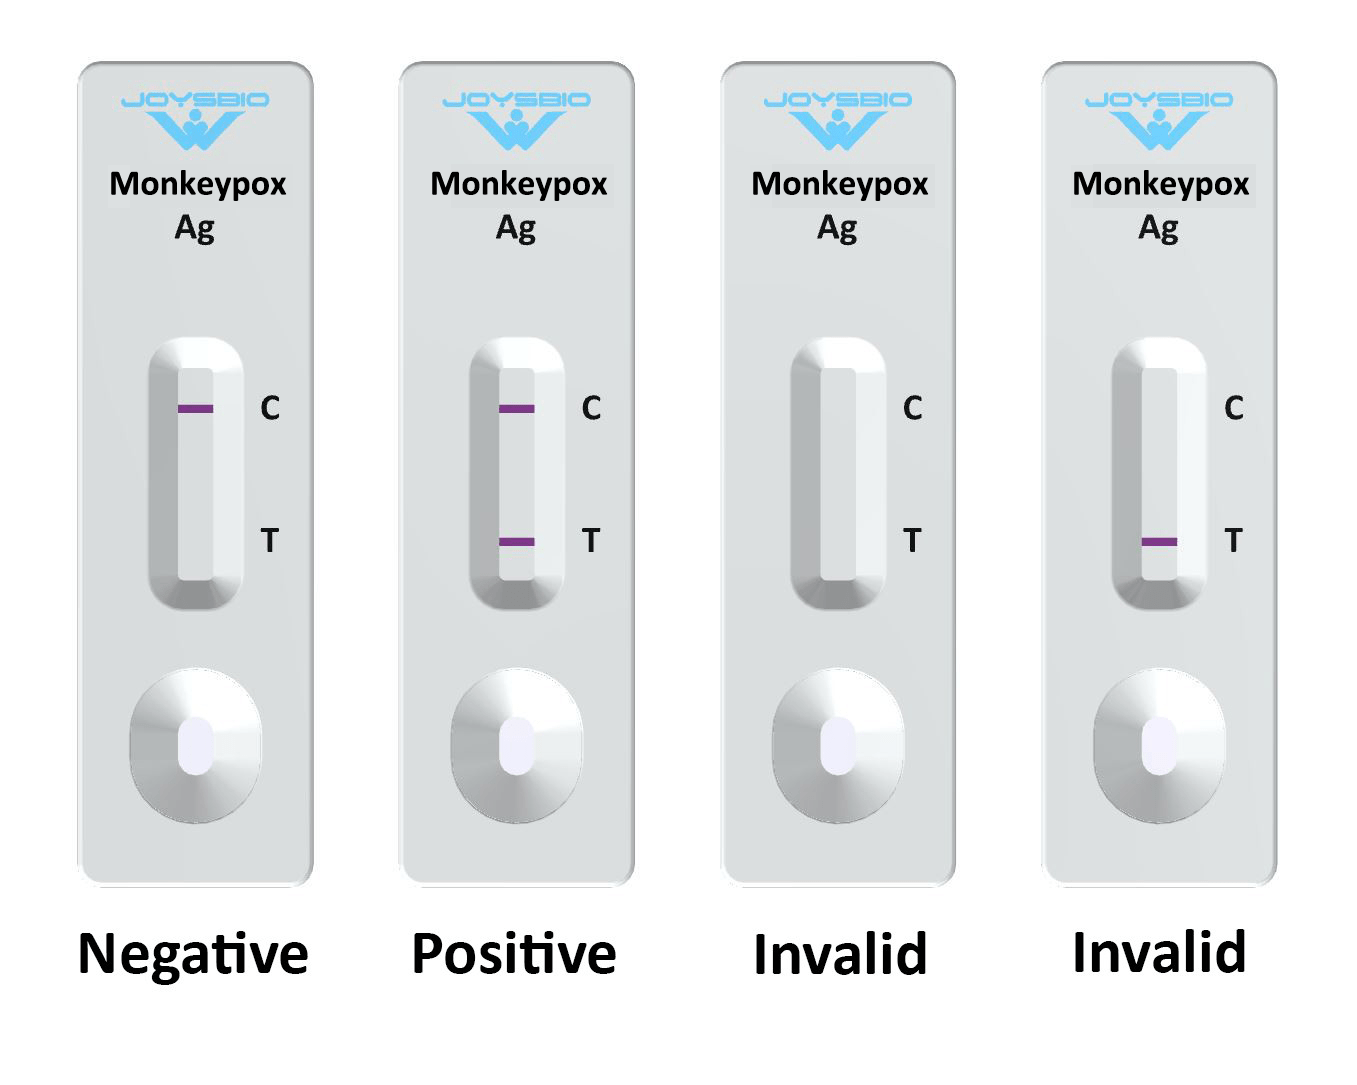 JOYSBIO
Monkeypox
Ag
C
T
Negative
JOYSBIO
Monkeypox
Ag
C
T
Positive
JOYSBIO
Monkeypox
Ag
C
T
Invalid
JOYSBIO
Monkeypox
Ag
C
T
Invalid